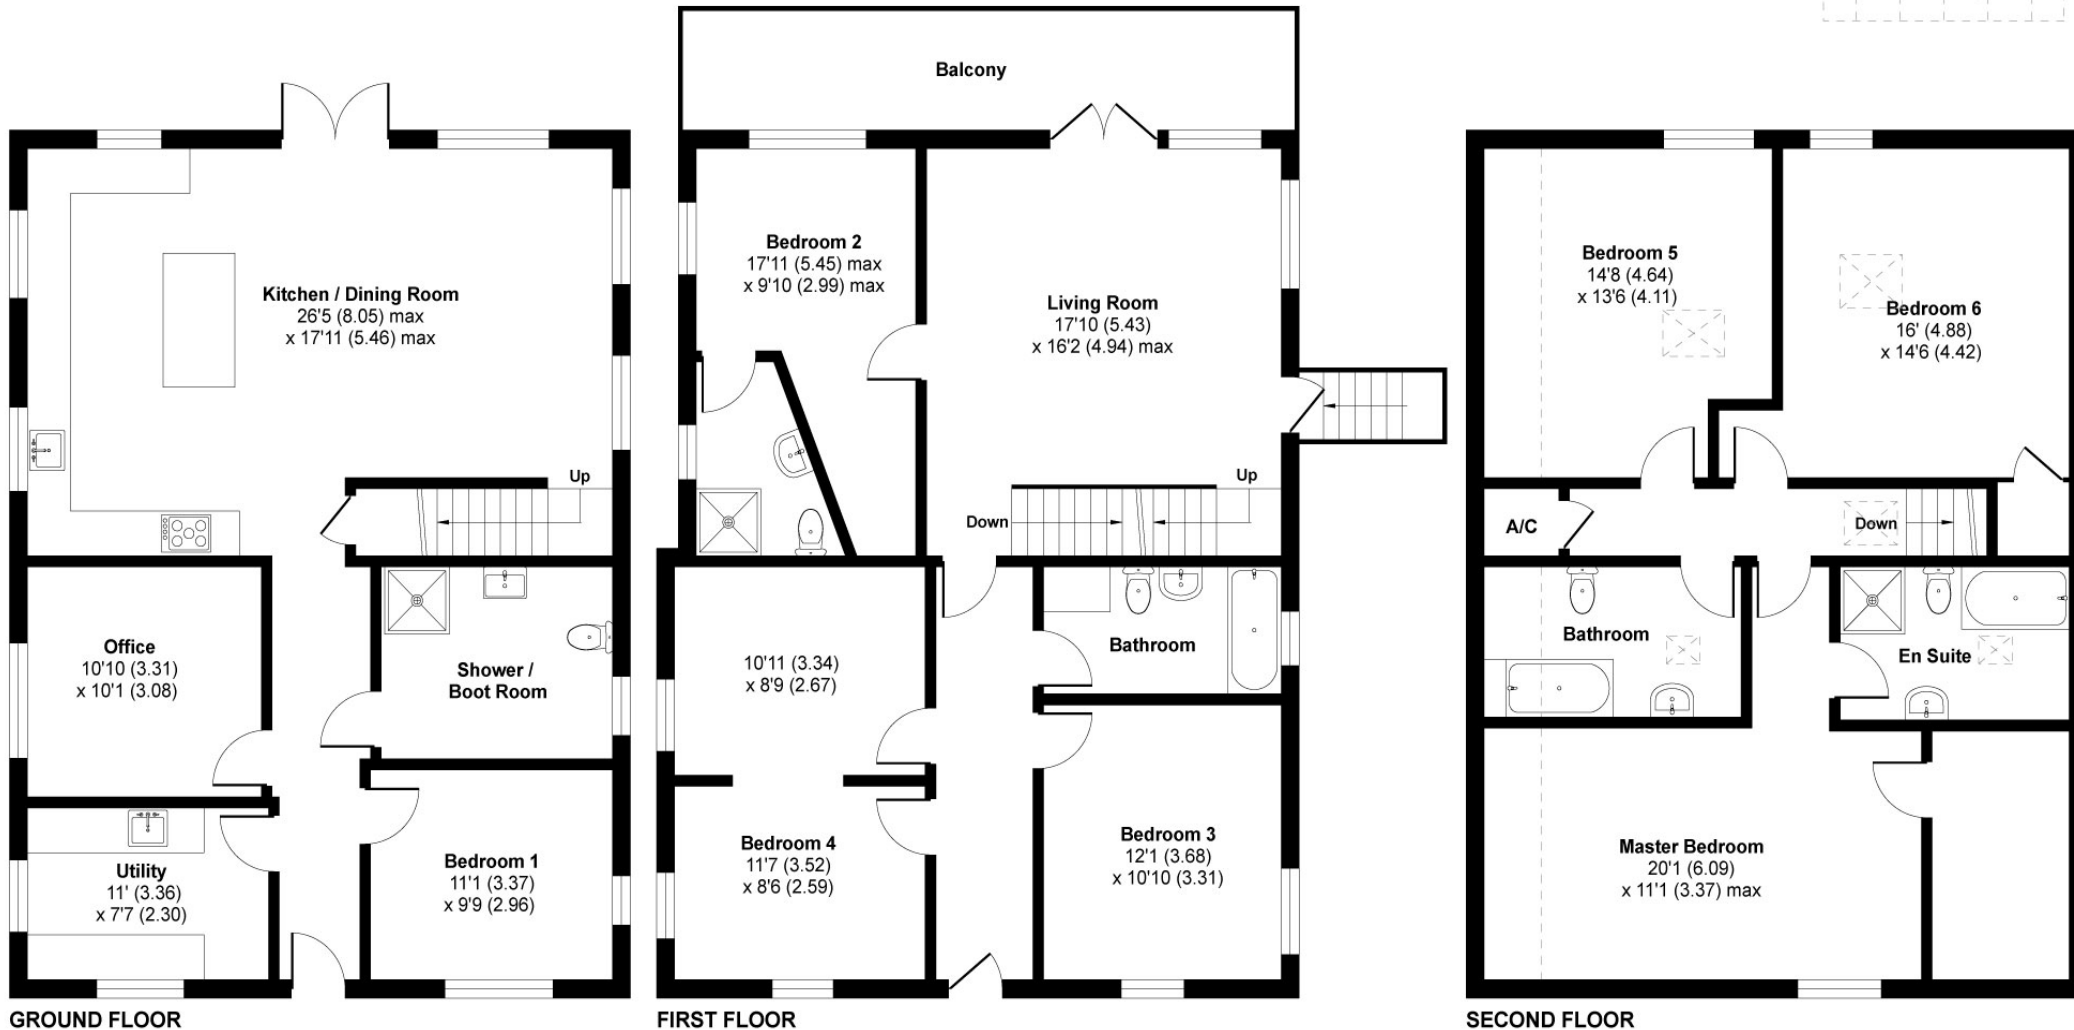 Kitchen / Dining Room
26'5 (8.05) max
x 17'11 (5.46) max
Up
Office
10'10 (3.31)
x 10'1 (3.08)
Shower /
Boot Room
Utility
11' (3.36)
x 7'7 (2.30)
Bedroom 1
11'1 (3.37)
x 9'9 (2.96)
GROUND FLOOR
Balcony
Bedroom 2
17'11 (5.45) max
x 9'10 (2.99) max
Living Room
17'10 (5.43)
x 16'2 (4.94) max
Down
Up
10'11 (3.34)
x 8'9 (2.67)
Bathroom
Bedroom 4
11'7 (3.52)
x 8'6 (2.59)
Bedroom 3
12'1 (3.68)
x 10'10 (3.31)
FIRST FLOOR
Bedroom 5
14'8 (4.64)
x 13'6 (4.11)
Bedroom 6
16' (4.88)
x 14'6 (4.42)
A/C
Down
Bathroom
En Suite
Master Bedroom
20'1 (6.09)
x 11'1 (3.37) max
SECOND FLOOR